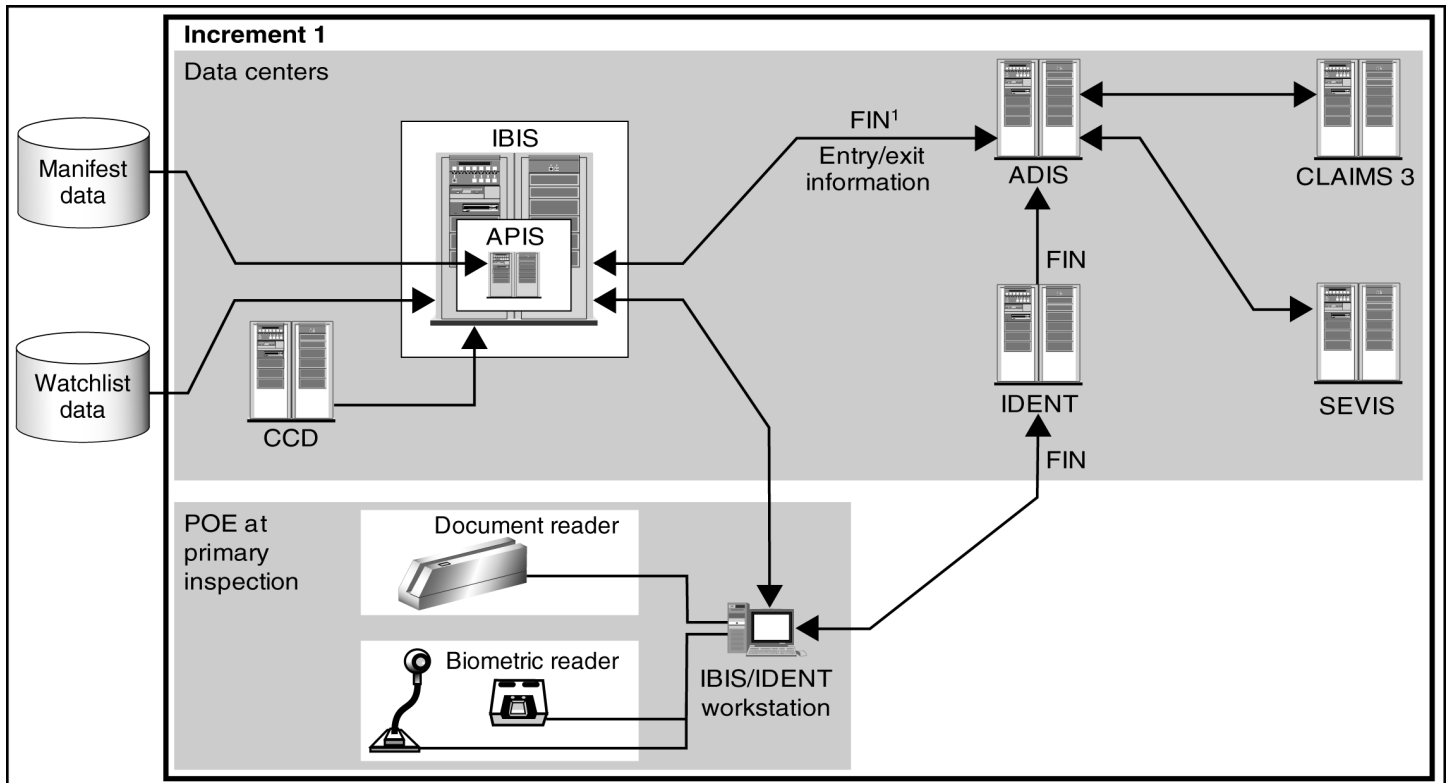 Increment 1
Data centers
Manifest
data
Watchlist
data
IBIS
APIS
CCD
FIN¹
Entry/exit
information
ADIS
CLAIMS 3
FIN
IDENT
SEVIS
FIN
POE at
primary
inspection
Document reader
Biometric reader
IBIS/IDENT
workstation